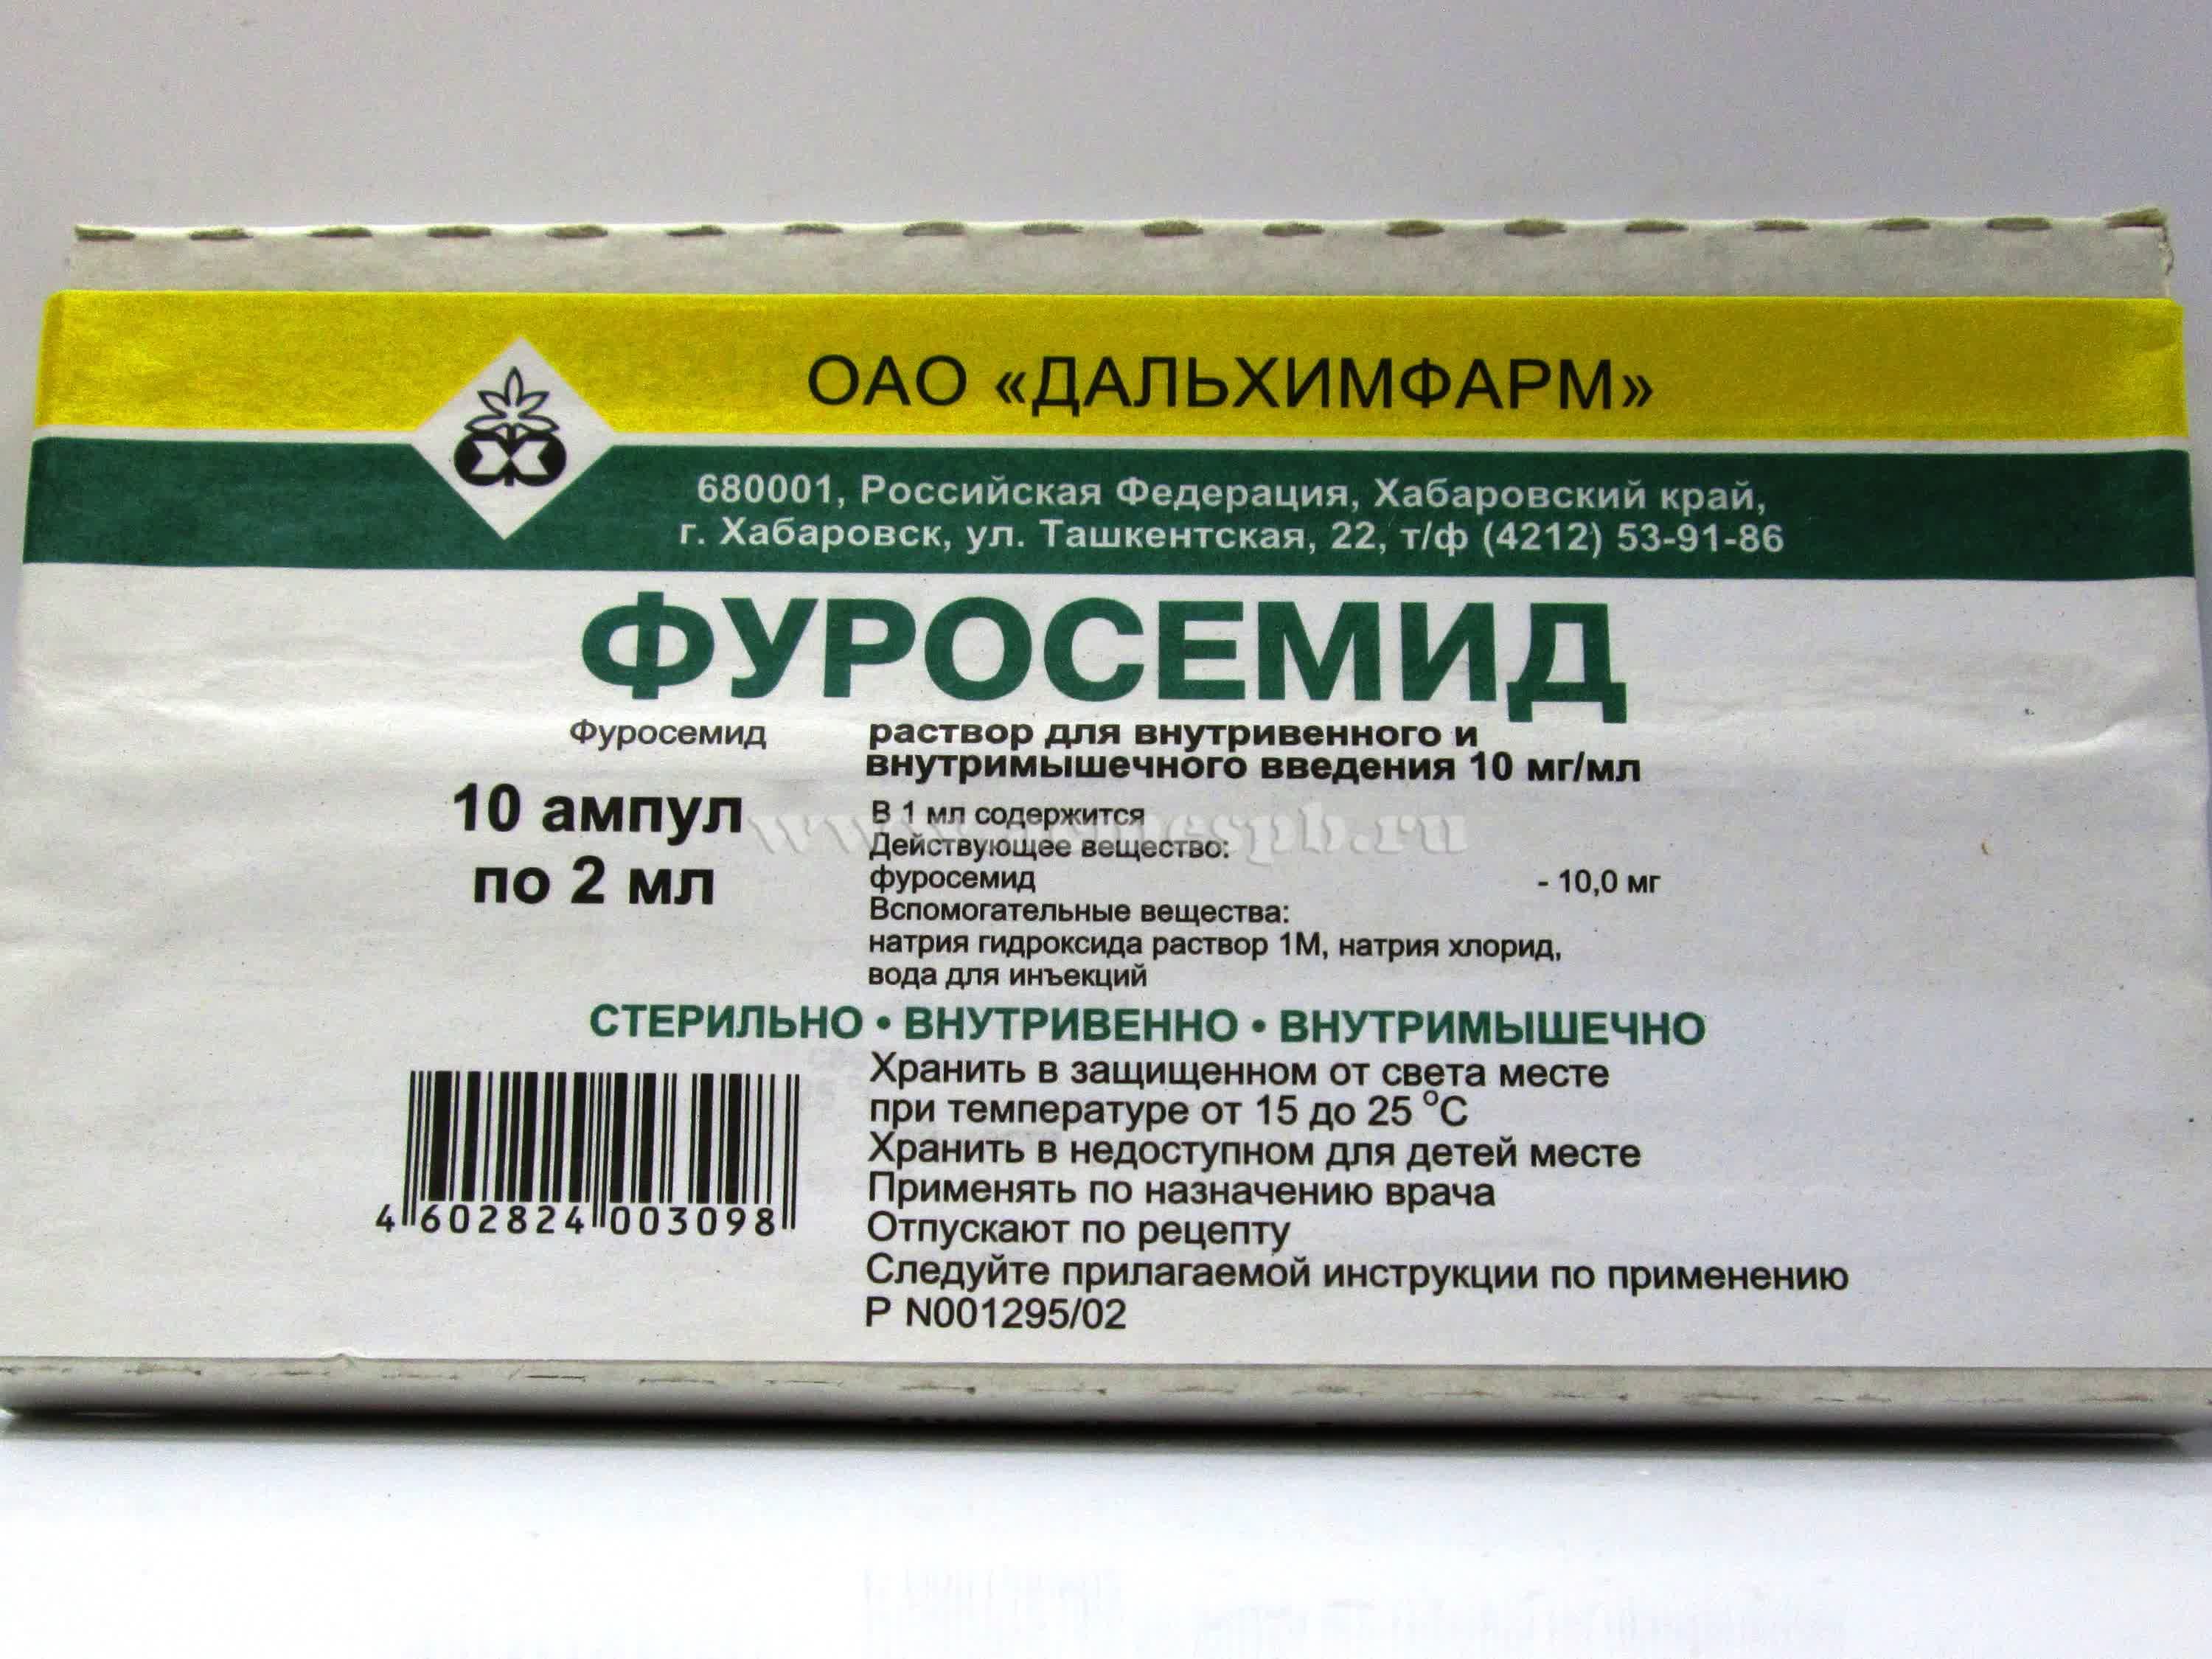 ОАО «ДАЛЬХИМФАРМ»
680001, Российская Федерация, Хабаровский край,
г. Хабаровск, ул. Ташкентская, 22, т/ф (4212) 53-91-86
ФУРОСЕМИД
Фуросемид
раствор для внутривенного и
внутримышечного введения 10 мг/мл
10 ампул
по 2 мл
В 1 мл содержится
Действующее вещество:
фуросемид - 10,0 мг
Вспомогательные вещества:
натрия гидроксида раствор 1М, натрия хлорид,
вода для инъекций
СТЕРИЛЬНО • ВНУТРИВЕННО • ВНУТРИМЫШЕЧНО
Хранить в защищенном от света месте
при температуре от 15 до 25 °С
Хранить в недоступном для детей месте
Применять по назначению врача
Отпускают по рецепту
Следуйте прилагаемой инструкции по применению
Р N001295/02
4 602824 003098